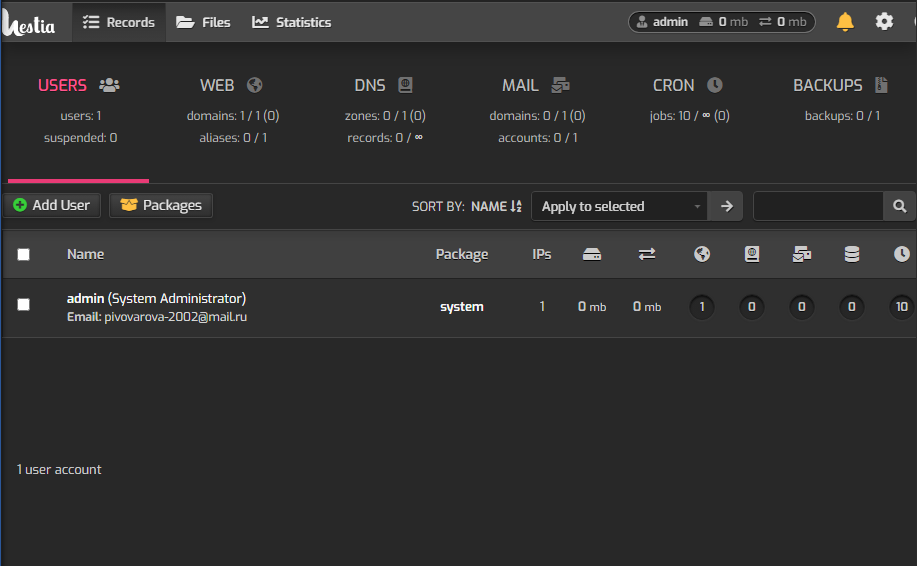 Hestia Records Files Statistics admin 0 mb 0 mb
USERS WEB DNS MAIL CRON BACKUPS
users: 1 domains: 1 / 1 (0) zones: 0 / 1 (0) domains: 0 / 1 (0) jobs: 10 / ∞ (0) backups: 0 / 1
suspended: 0 aliases: 0 / 1 records: 0 / ∞ accounts: 0 / 1
Add User Packages SORT BY: NAME Apply to selected
Name Package IPs
admin (System Administrator) system 1 0 mb 0 mb 1 0 0 0 10
Email: pivovarova-2002@mail.ru
1 user account